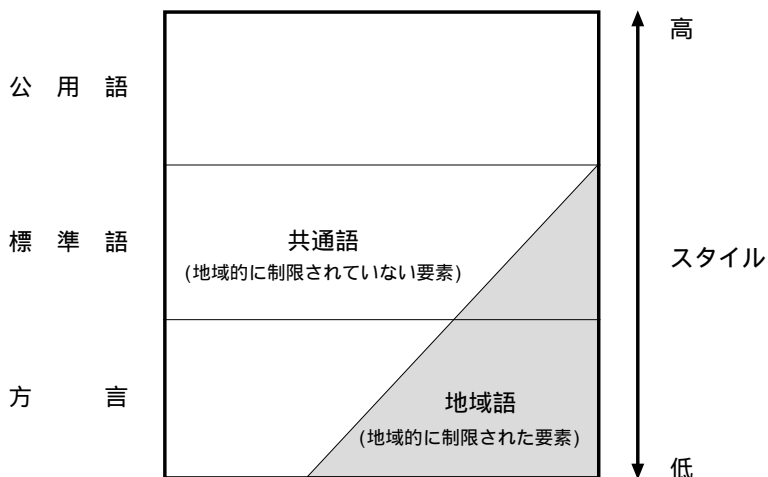 高
公用語
標準語
共通語
(地域的に制限されていない要素)
スタイル
方言
地域語
(地域的に制限された要素)
低